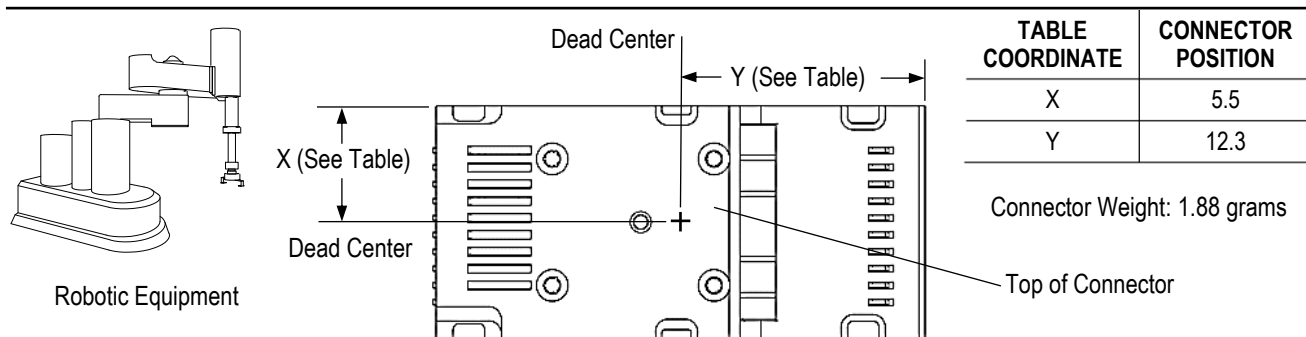 Dead Center
Y (See Table)
X (See Table)
Dead Center
Robotic Equipment
Top of Connector
TABLE COORDINATE CONNECTOR POSITION
X 5.5
Y 12.3
Connector Weight: 1.88 grams